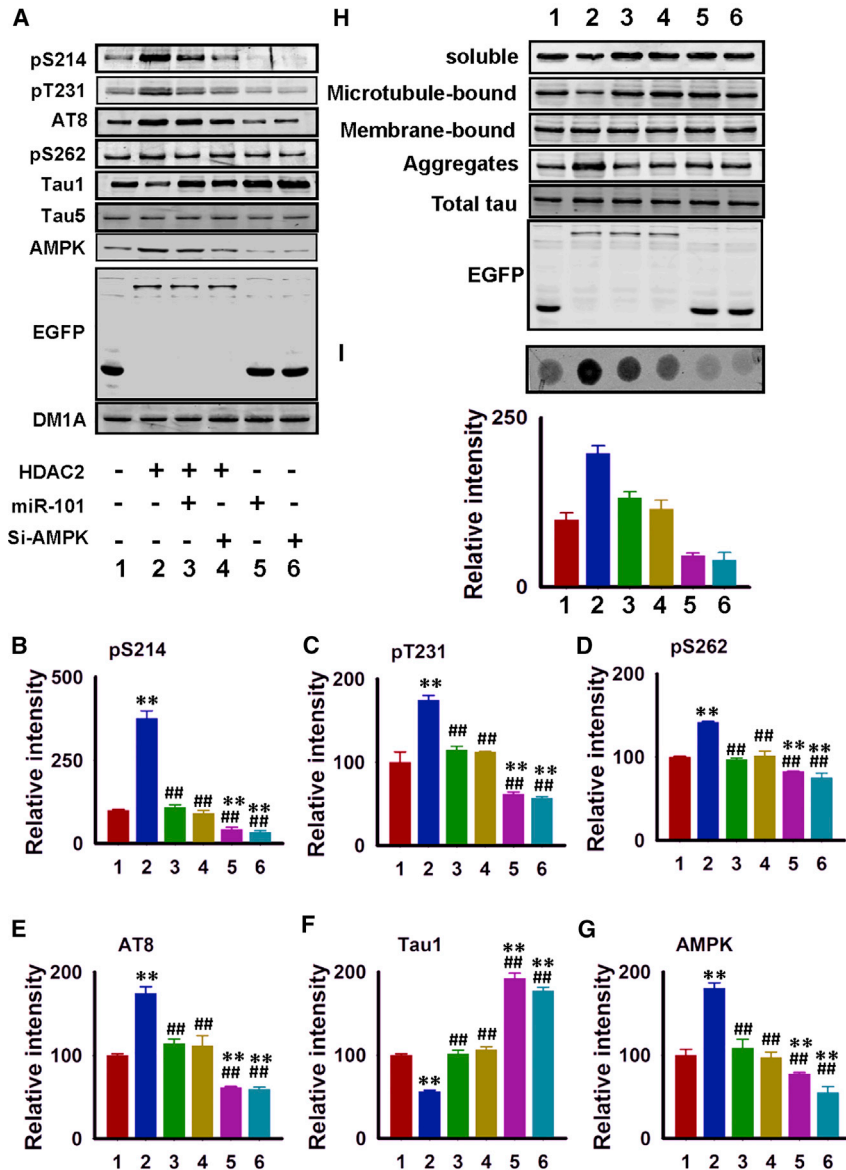 A
pS214
pT231
AT8
pS262
Tau1
Tau5
AMPK
EGFP
DM1A
HDAC2 - + + + - -
miR-101 - - + - + -
Si-AMPK - - - + - +
1 2 3 4 5 6
H
1 2 3 4 5 6
soluble
Microtubule-bound
Membrane-bound
Aggregates
Total tau
EGFP
I
Relative intensity
250
0
1 2 3 4 5 6
B
pS214
Relative intensity
500
250
0
**
##
##
**
##
**
##
1 2 3 4 5 6
C
pT231
Relative intensity
200
100
0
**
##
##
**
##
**
##
1 2 3 4 5 6
D
pS262
Relative intensity
200
100
0
**
##
##
**
##
**
##
1 2 3 4 5 6
E
AT8
Relative intensity
200
100
0
**
##
##
**
##
**
##
1 2 3 4 5 6
F
Tau1
Relative intensity
200
100
0
**
##
##
**
##
**
##
1 2 3 4 5 6
G
AMPK
Relative intensity
200
100
0
**
##
##
**
##
**
##
1 2 3 4 5 6